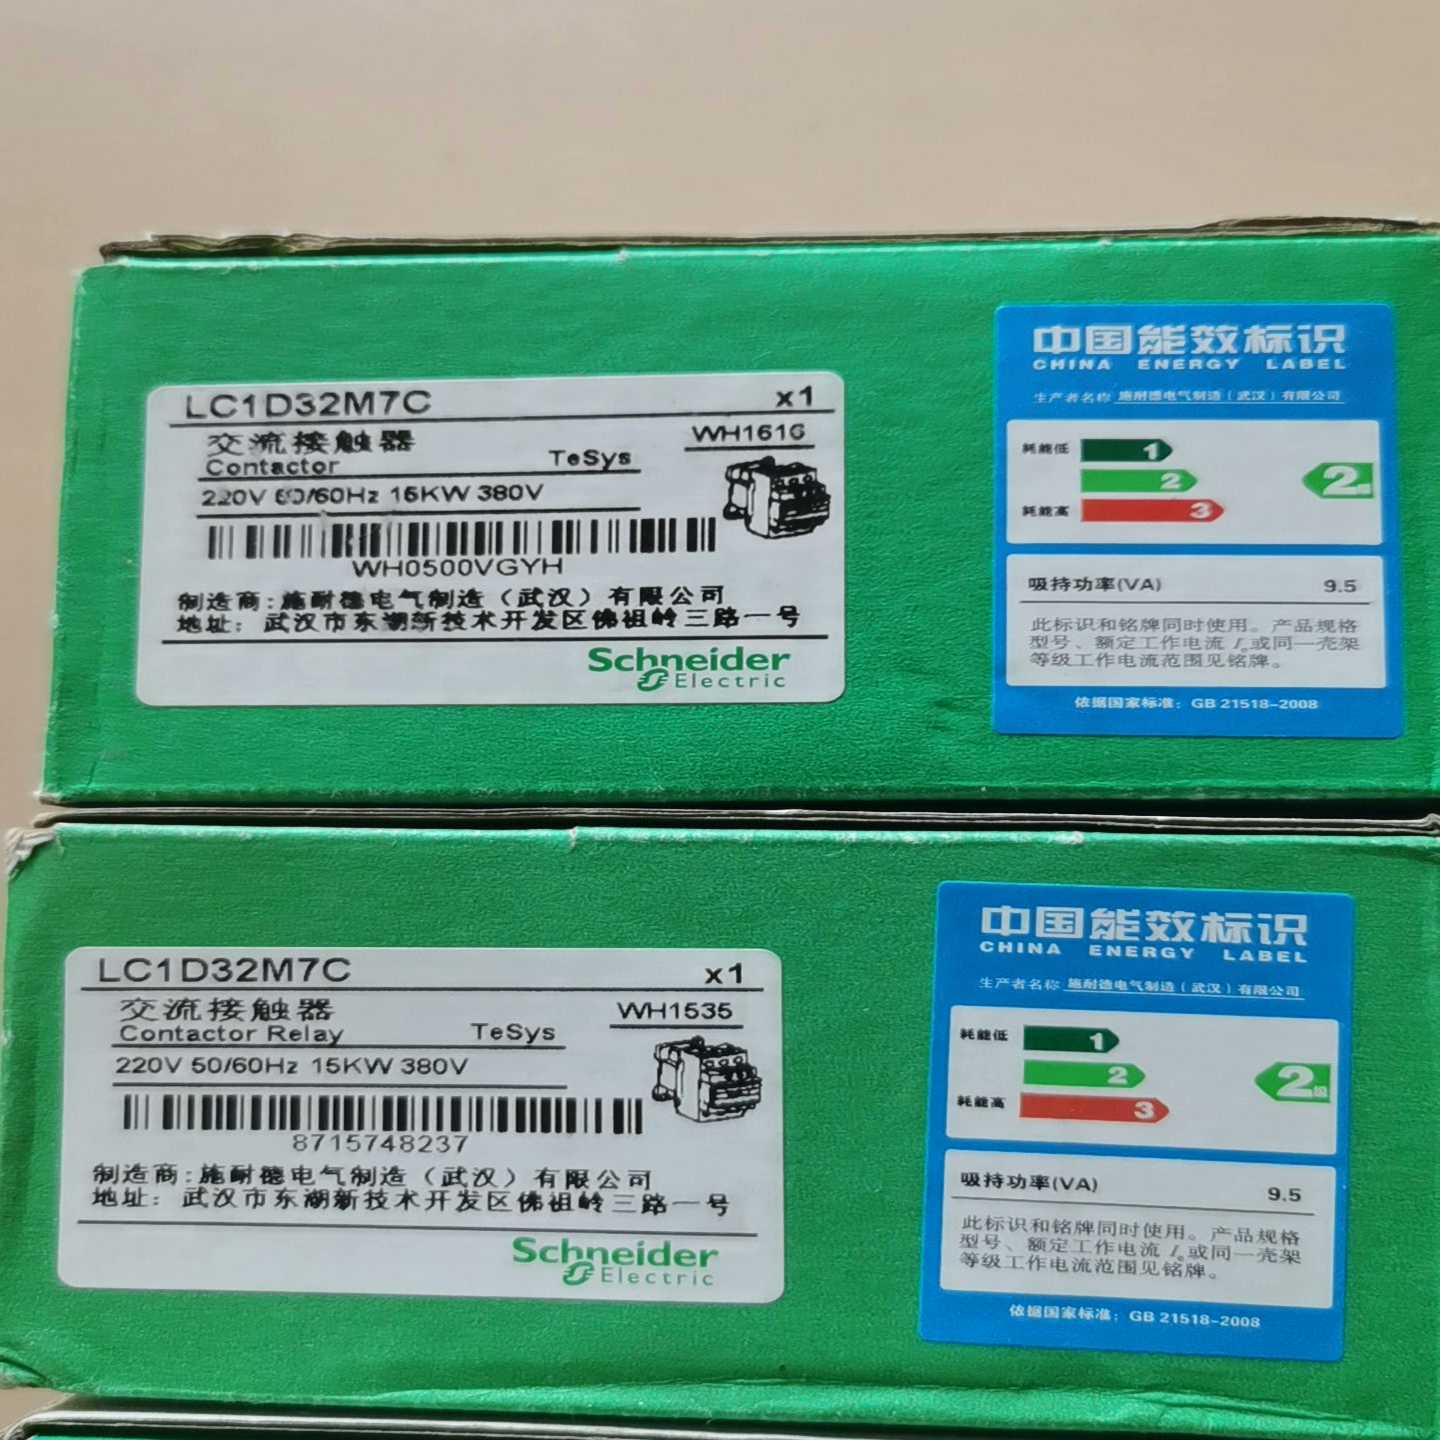 LC1D32M7C x1
交流接触器 WH1616
Contactor TeSys
220V 50/60Hz 15KW 380V
WH0500VGYH
制造商:施耐德电气制造（武汉）有限公司
地址: 武汉市东湖新技术开发区佛祖岭三路一号
Schneider
Electric
中国能效标识
CHINA ENERGY LABEL
生产者名称 施耐德电气制造（武汉）有限公司
耗能低 1
2
耗能高 3
2级
吸持功率(VA) 9.5
此标识和铭牌同时使用。产品规格
型号、额定工作电流 Ie或同一壳架
等级工作电流范围见铭牌。
依据国家标准: GB 21518-2008
LC1D32M7C x1
交流接触器 WH1535
Contactor Relay TeSys
220V 50/60Hz 15KW 380V
8715748237
制造商:施耐德电气制造（武汉）有限公司
地址: 武汉市东湖新技术开发区佛祖岭三路一号
Schneider
Electric
中国能效标识
CHINA ENERGY LABEL
生产者名称 施耐德电气制造（武汉）有限公司
耗能低 1
2
耗能高 3
2级
吸持功率(VA) 9.5
此标识和铭牌同时使用。产品规格
型号、额定工作电流 Ie或同一壳架
等级工作电流范围见铭牌。
依据国家标准: GB 21518-2008